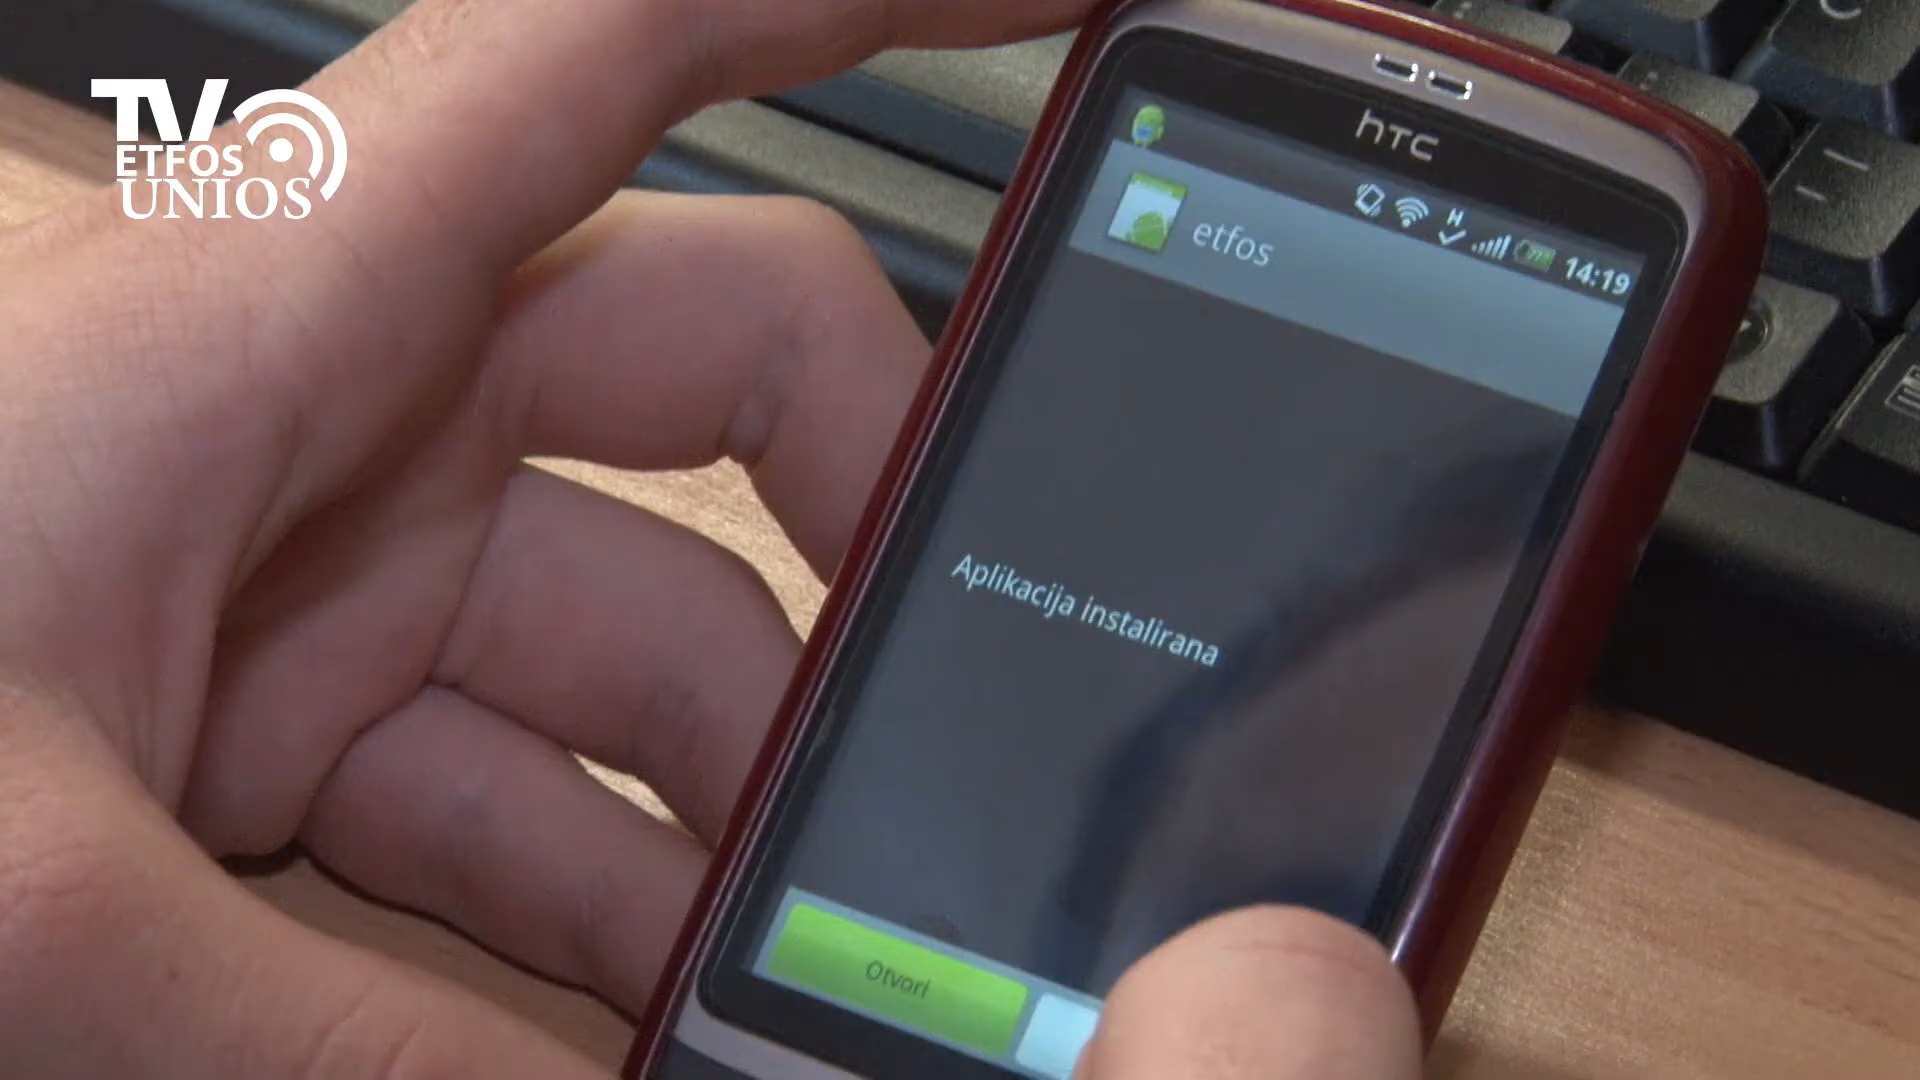 TV
ETFOS
UNIOS
hTC
H
14:19
etfos
Aplikacija instalirana
Otvori
C